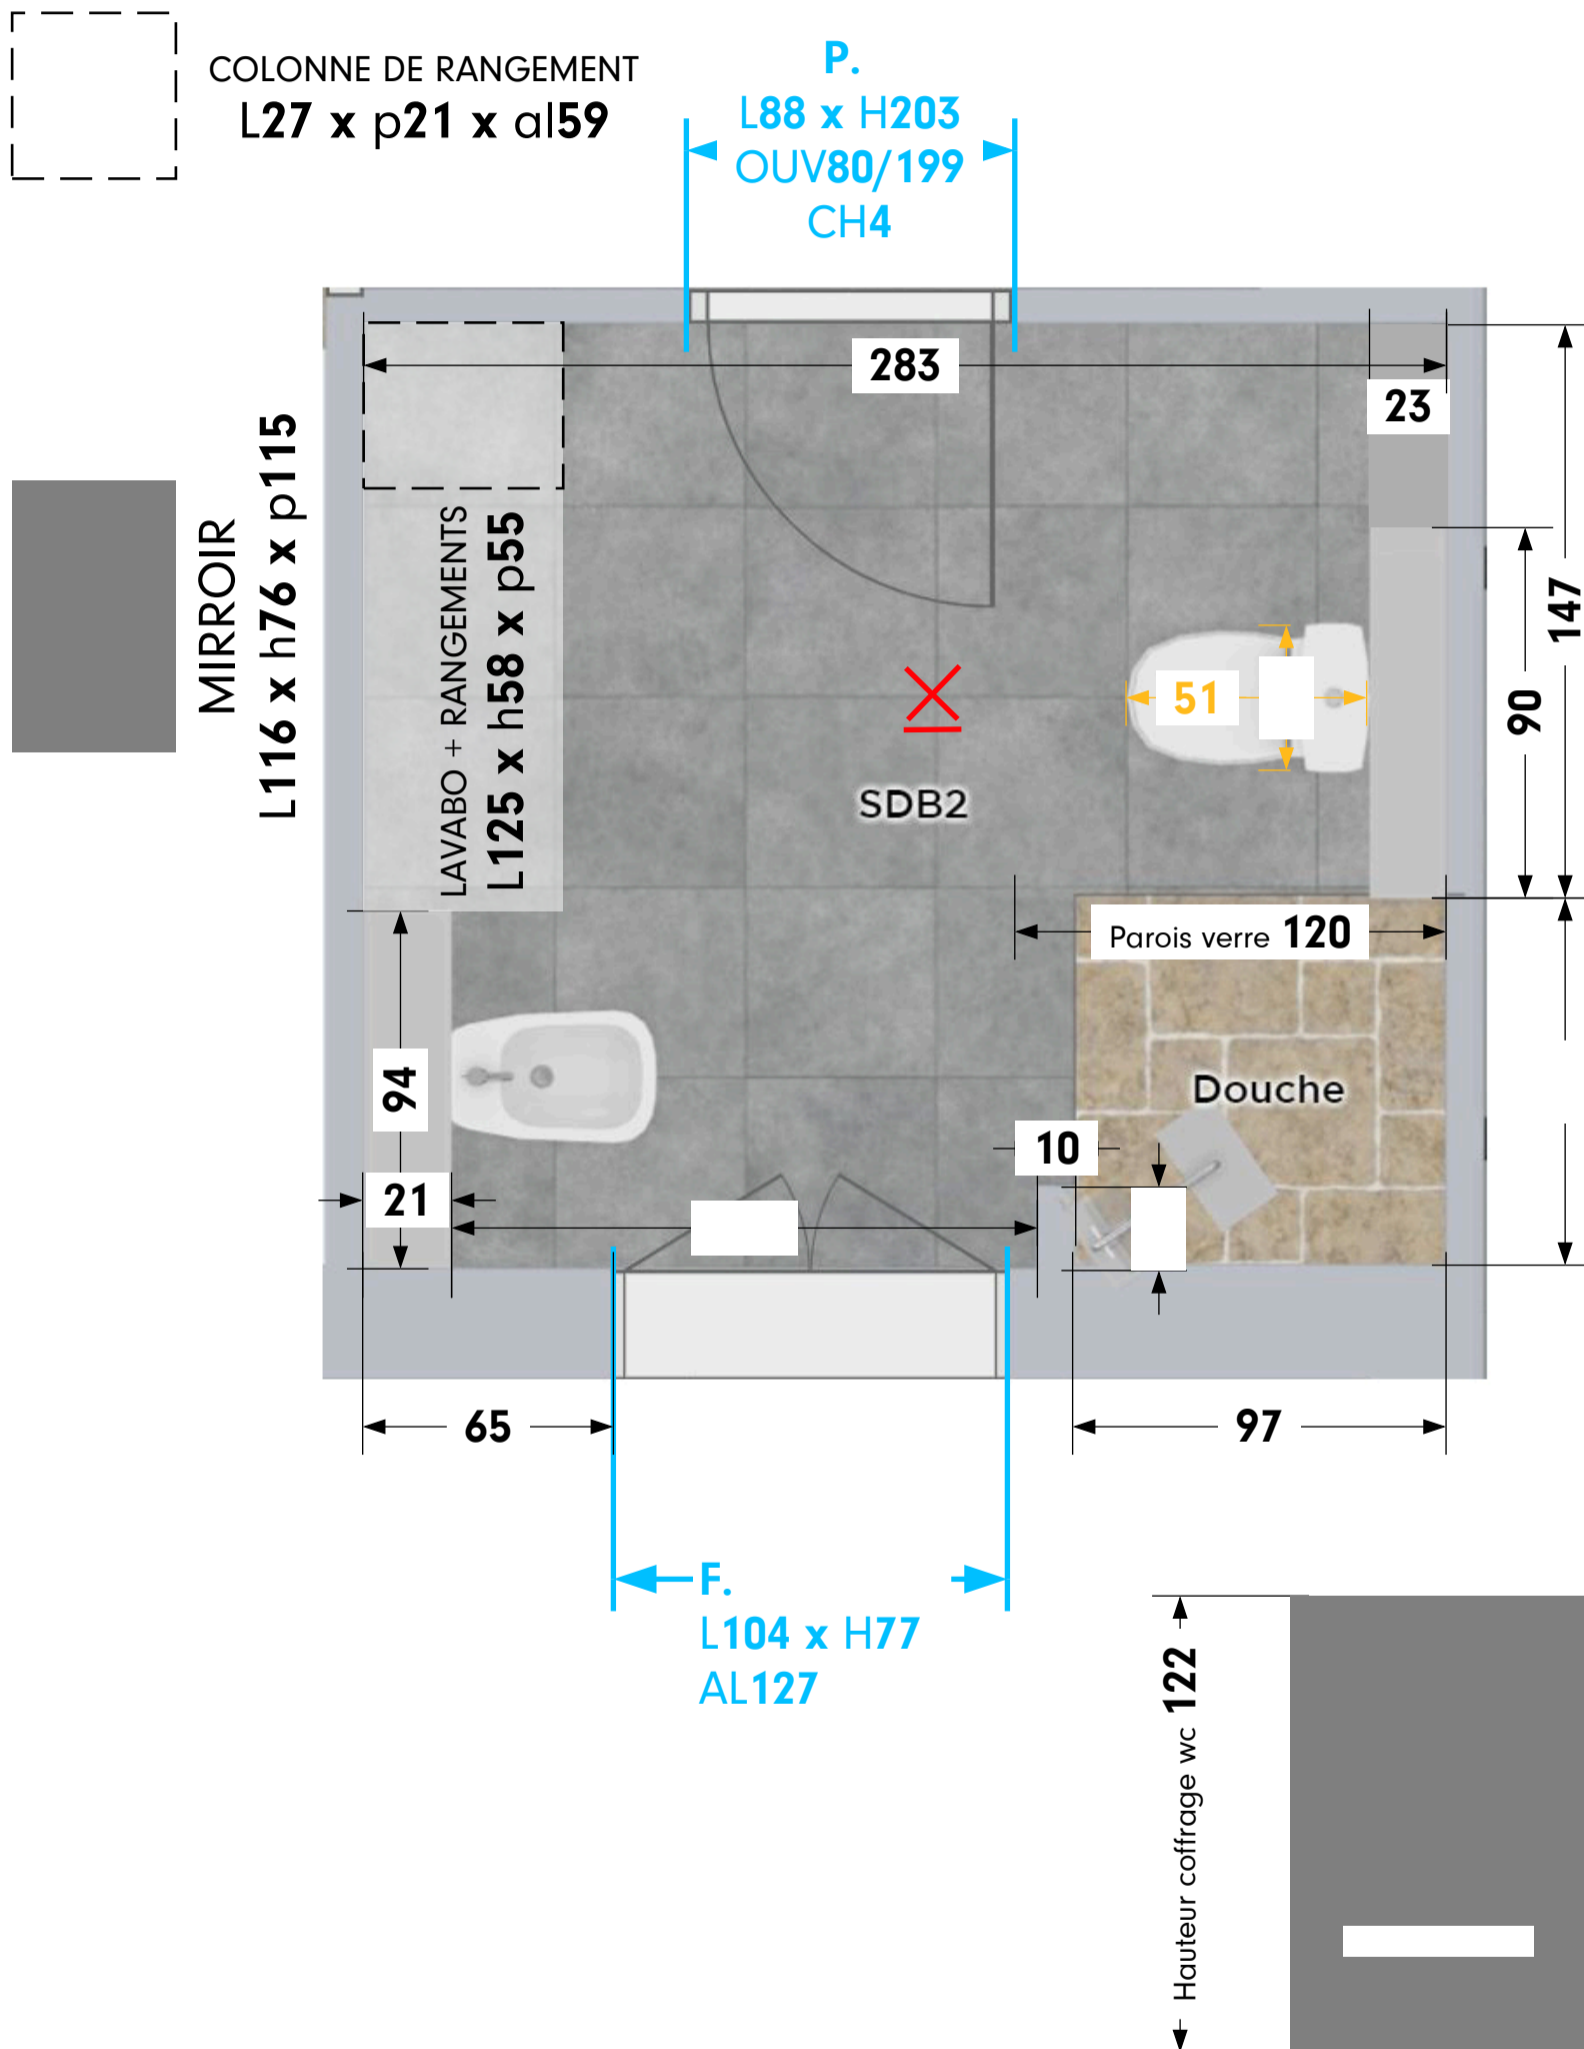 COLONNE DE RANGEMENT
L27 x p21 x al59
P.
L88 x H203
OUV80/199
CH4
283
23
MIRROIR
L116 x h76 x p115
LAVABO + RANGEMENTS
L125 x h58 x p55
147
90
51
SDB2
Parois verre 120
94
Douche
10
21
65
97
F.
L104 x H77
AL127
Hauteur coffrage wc 122